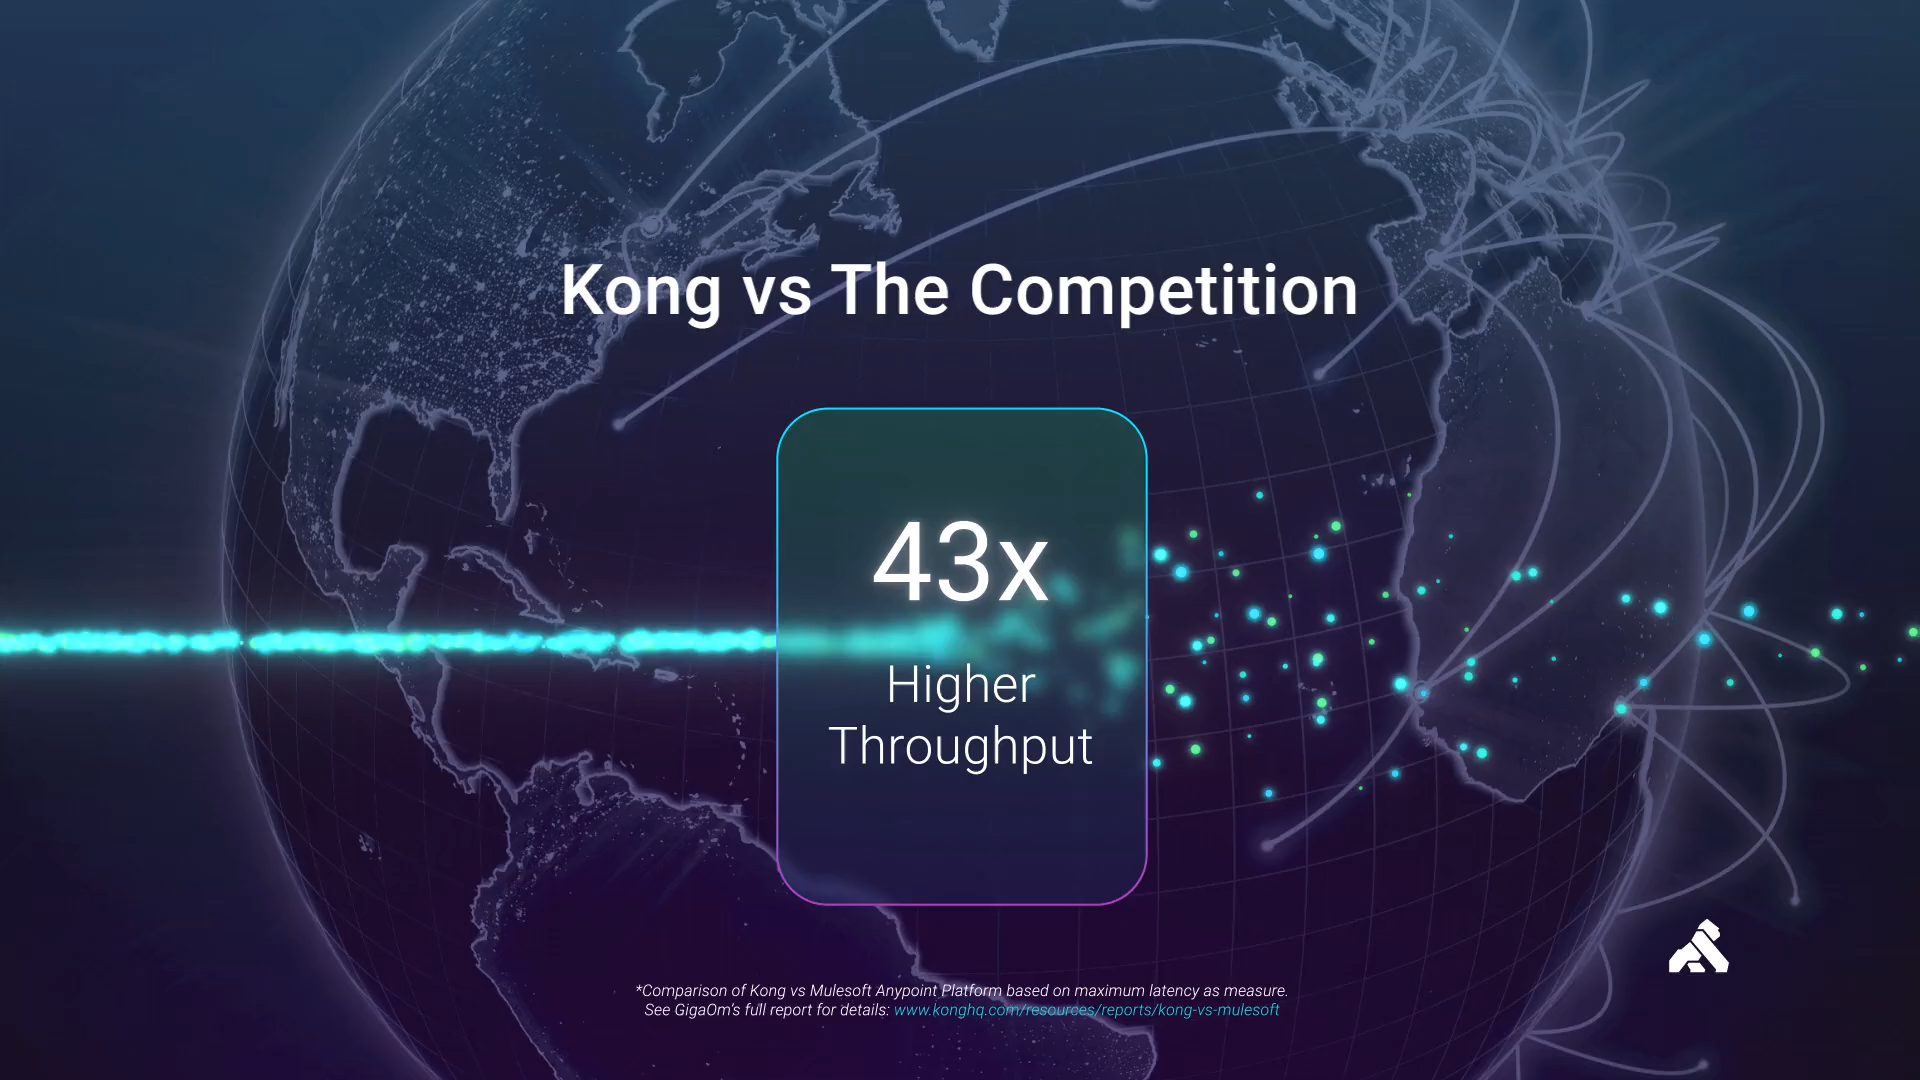 Kong vs The Competition
43x
Higher
Throughput
*Comparison of Kong vs Mulesoft Anypoint Platform based on maximum latency as measure.
See GigaOm’s full report for details: www.konghq.com/resources/reports/kong-vs-mulesoft